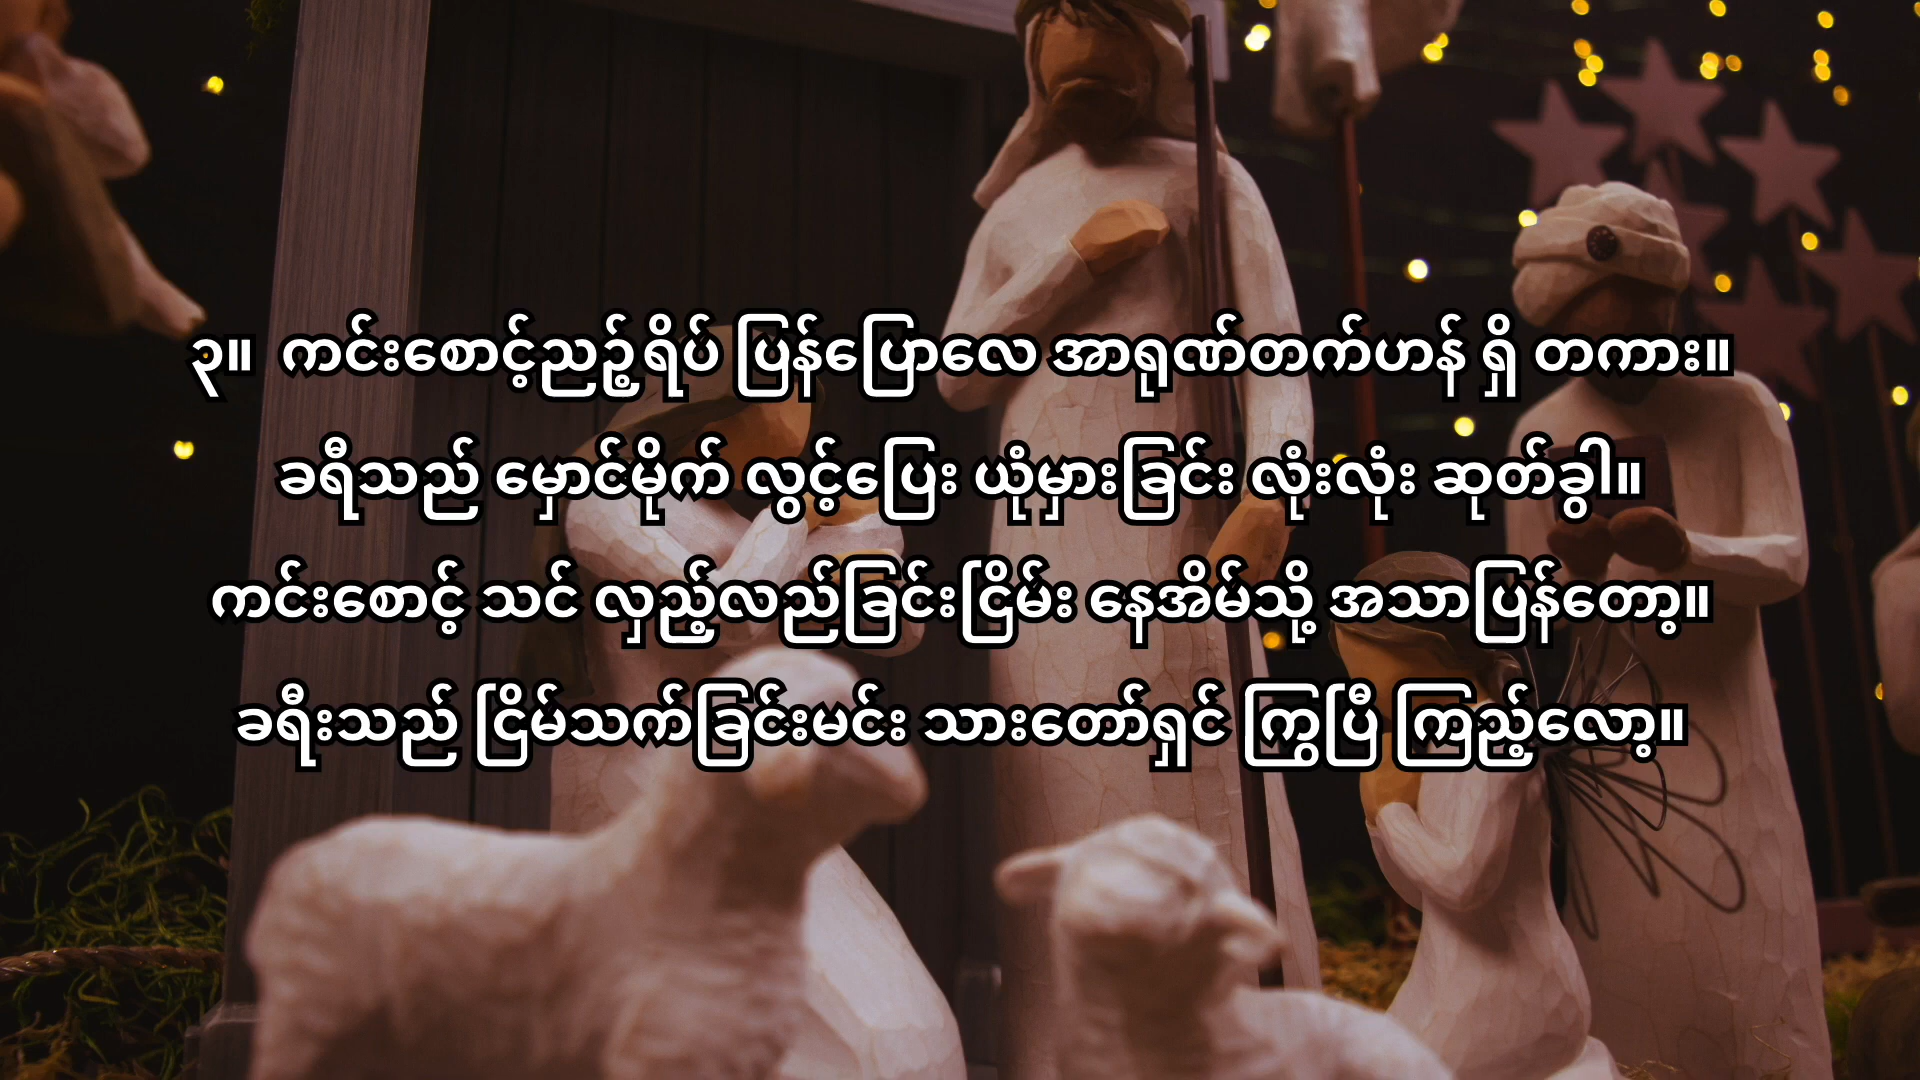 ၃။ ကင်းစောင့်ညဉ့်ရိပ် ပြန်ပြောလေ အာရုဏ်တက်ဟန် ရှိ တကား။
ခရီသည် မှောင်မိုက် လွင့်ပြေး ယုံမှားခြင်း လုံးလုံး ဆုတ်ခွါ။
ကင်းစောင့် သင် လှည့်လည်ခြင်းငြိမ်း နေအိမ်သို့ အသာပြန်တော့။
ခရီးသည် ငြိမ်သက်ခြင်းမင်း သားတော်ရှင် ကြွပြီ ကြည့်လော့။